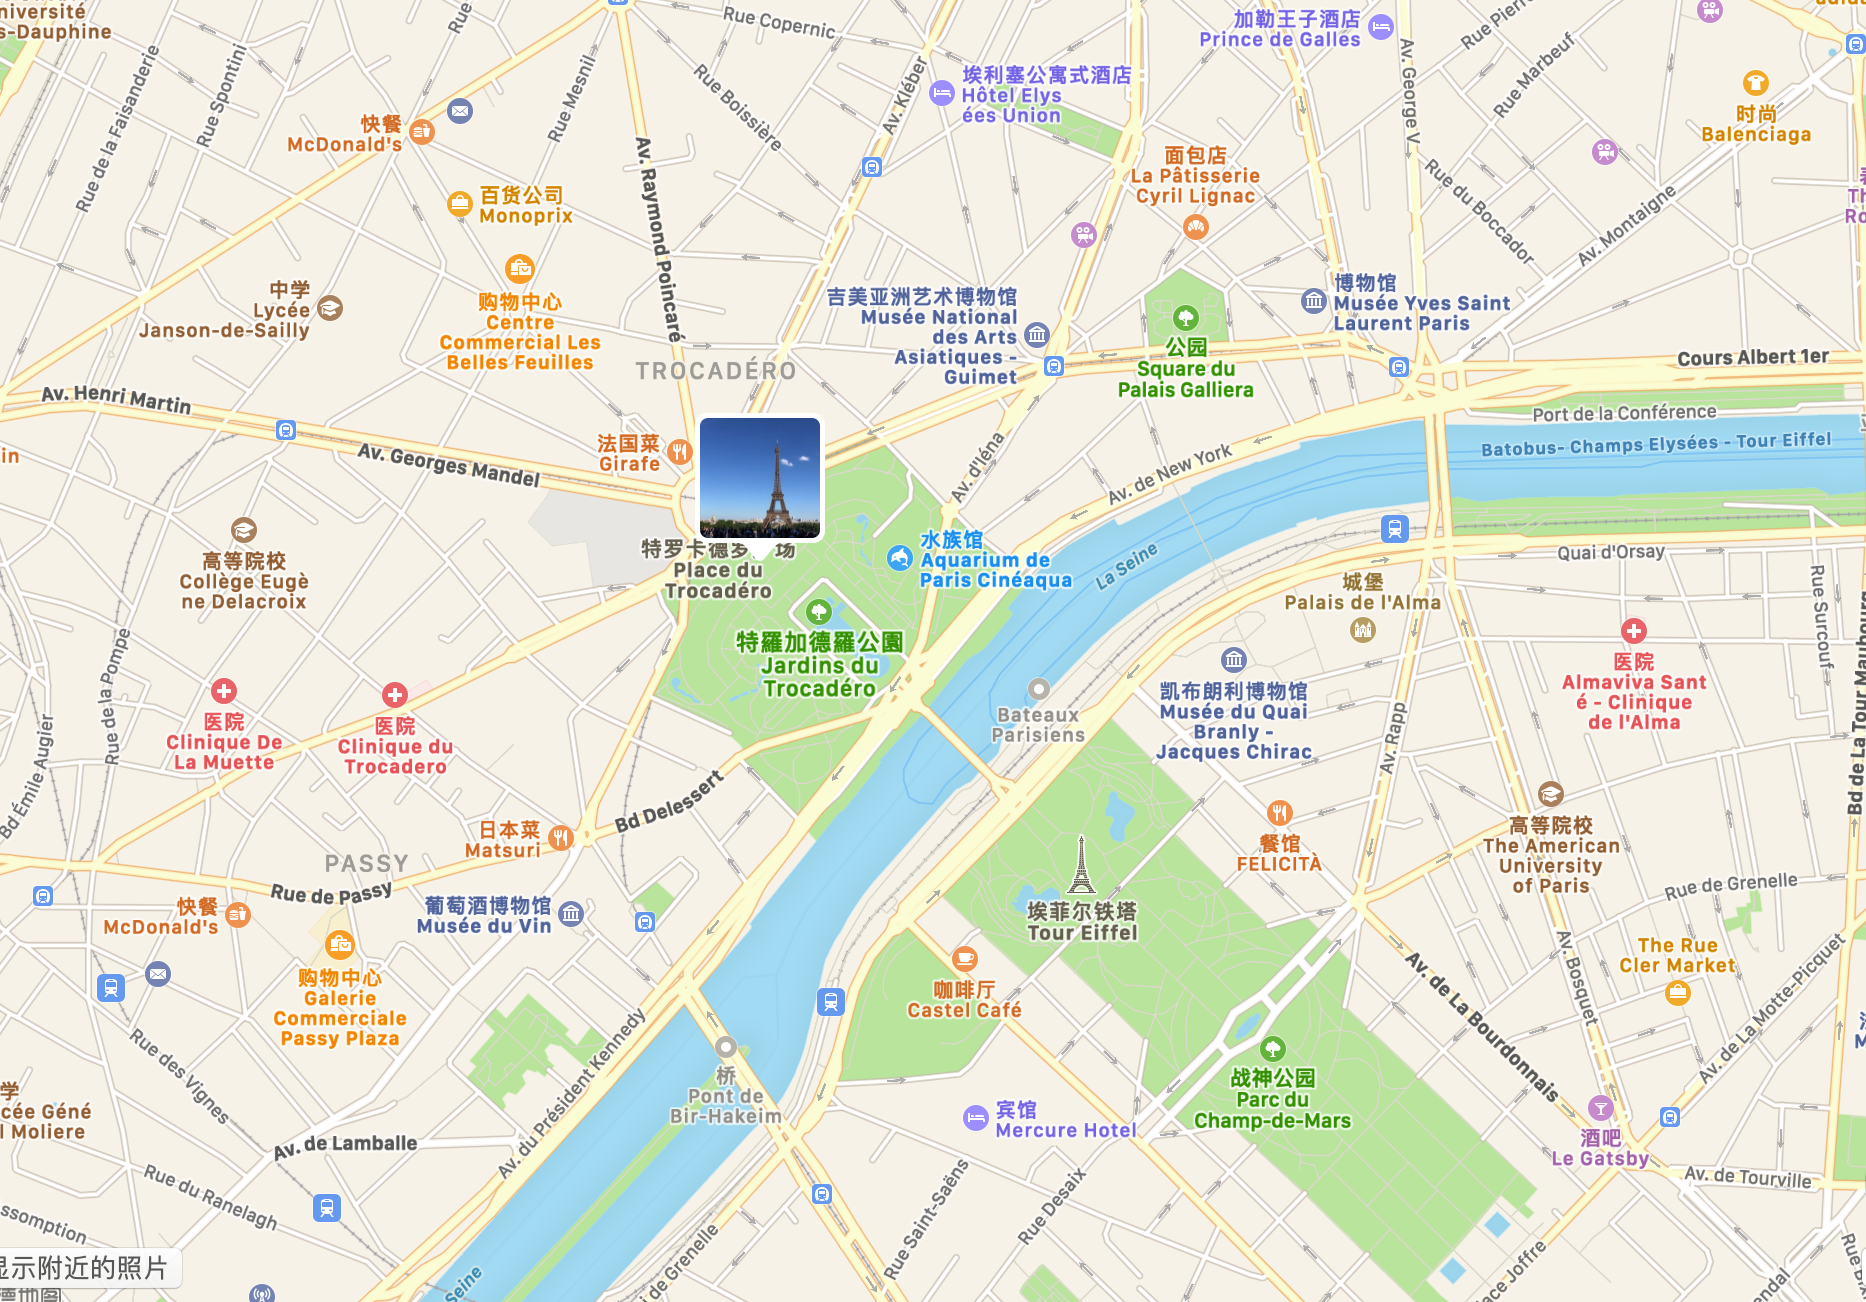 niversité
s-Dauphine
Rue Copernic
加勒王子酒店
Prince de Galles
Rue de la Faisanderie
Rue Spontini
Rue Mesnil
Rue Boissière
Av. Kléber
埃利塞公寓式酒店
Hôtel Elys
ées Union
Av. George V
Rue Marbeuf
时尚
Balenciaga
快餐
McDonald's
百货公司
Monoprix
Av. Raymond Poincaré
面包店
La Pâtisserie
Cyril Lignac
Rue du Boccador
Av. Montaigne
中学
Lycée
Janson-de-Sailly
购物中心
Centre
Commercial Les
Belles Feuilles
TROCADÉRO
吉美亚洲艺术博物馆
Musée National
des Arts
Asiatiques -
Guimet
博物馆
Musée Yves Saint
Laurent Paris
公园
Square du
Palais Galliera
Cours Albert 1er
Port de la Conférence
Batobus- Champs Elysées - Tour Eiffel
Av. Henri Martin
Av. Georges Mandel
法国菜
Girafe
in
Av. d'Iéna
Av. de New York
高等院校
Collège Eugè
ne Delacroix
Place du
Trocadéro
水族馆
Aquarium de
Paris Cinéaqua
La Seine
Quai d'Orsay
城堡
Palais de l'Alma
Rue Surcouf
Bd de La Tour Maubourg
特羅加德羅公園
Jardins du
Trocadéro
Rue de la Pompe
医院
Clinique De
La Muette
医院
Clinique du
Trocadero
Bateaux
Parisiens
凯布朗利博物馆
Musée du Quai
Branly -
Jacques Chirac
医院
Almaviva Sant
é - Clinique
de l'Alma
Av. Rapp
Bd Émile Augier
Bd Delessert
日本菜
Matsuri
餐馆
FELICITÀ
高等院校
The American
University
of Paris
PASSY
Rue de Passy
快餐
McDonald's
葡萄酒博物馆
Musée du Vin
埃菲尔铁塔
Tour Eiffel
Rue de Grenelle
The Rue
Cler Market
Av. Bosquet
Av. de La Motte-Picquet
Av. de La Bourdonnais
购物中心
Galerie
Commerciale
Passy Plaza
咖啡厅
Castel Café
Rue des Vignes
Av. du Président Kennedy
桥
Pont de
Bir-Hakeim
战神公园
Parc du
Champ-de-Mars
学
cée Géné
l Moliere
Av. de Lamballe
宾馆
Mercure Hotel
酒吧
Le Gatsby
Av. de Tourville
Rue du Ranelagh
ssomption
Rue Saint-Saëns
Rue Desaix
显示附近的照片
Seine
de Grenelle
lace Joffre